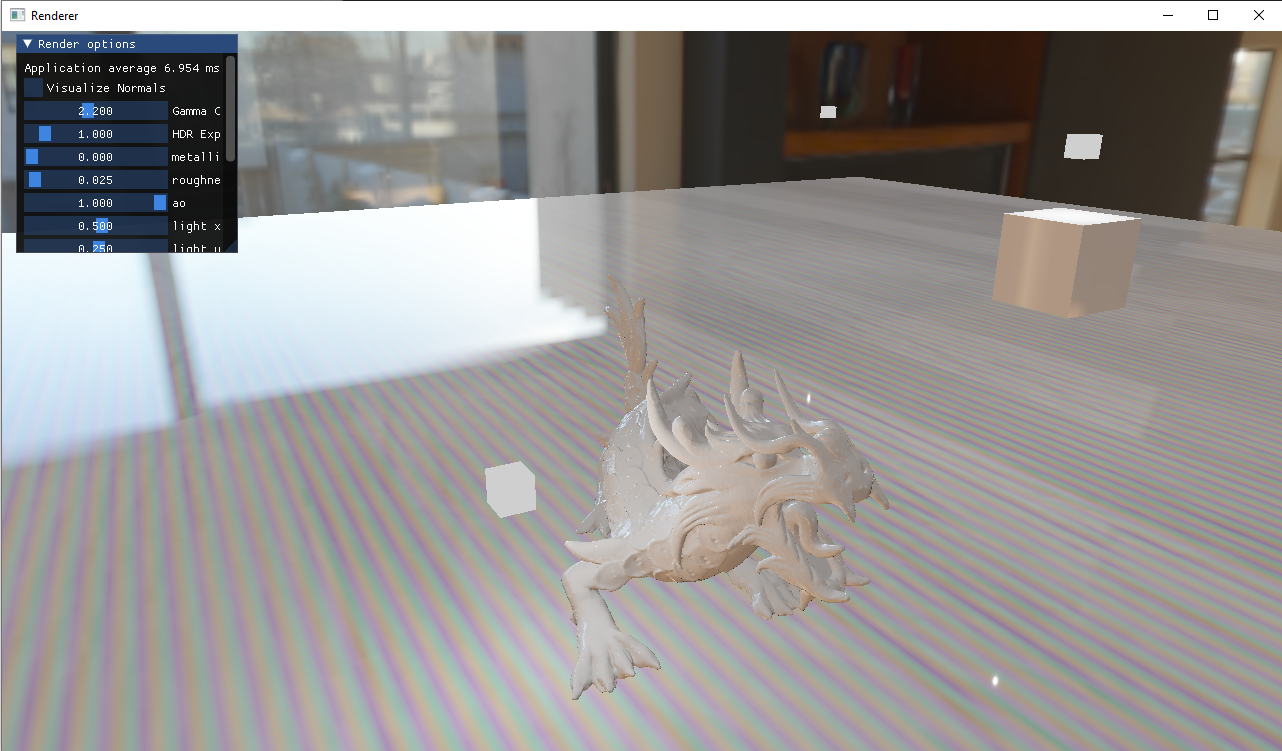 Renderer
Render options
Application average 6.954 ms
Visualize Normals
2.200 Gamma C
1.000 HDR Exp
0.000 metalli
0.025 roughne
1.000 ao
0.500 light x
0.250 light y